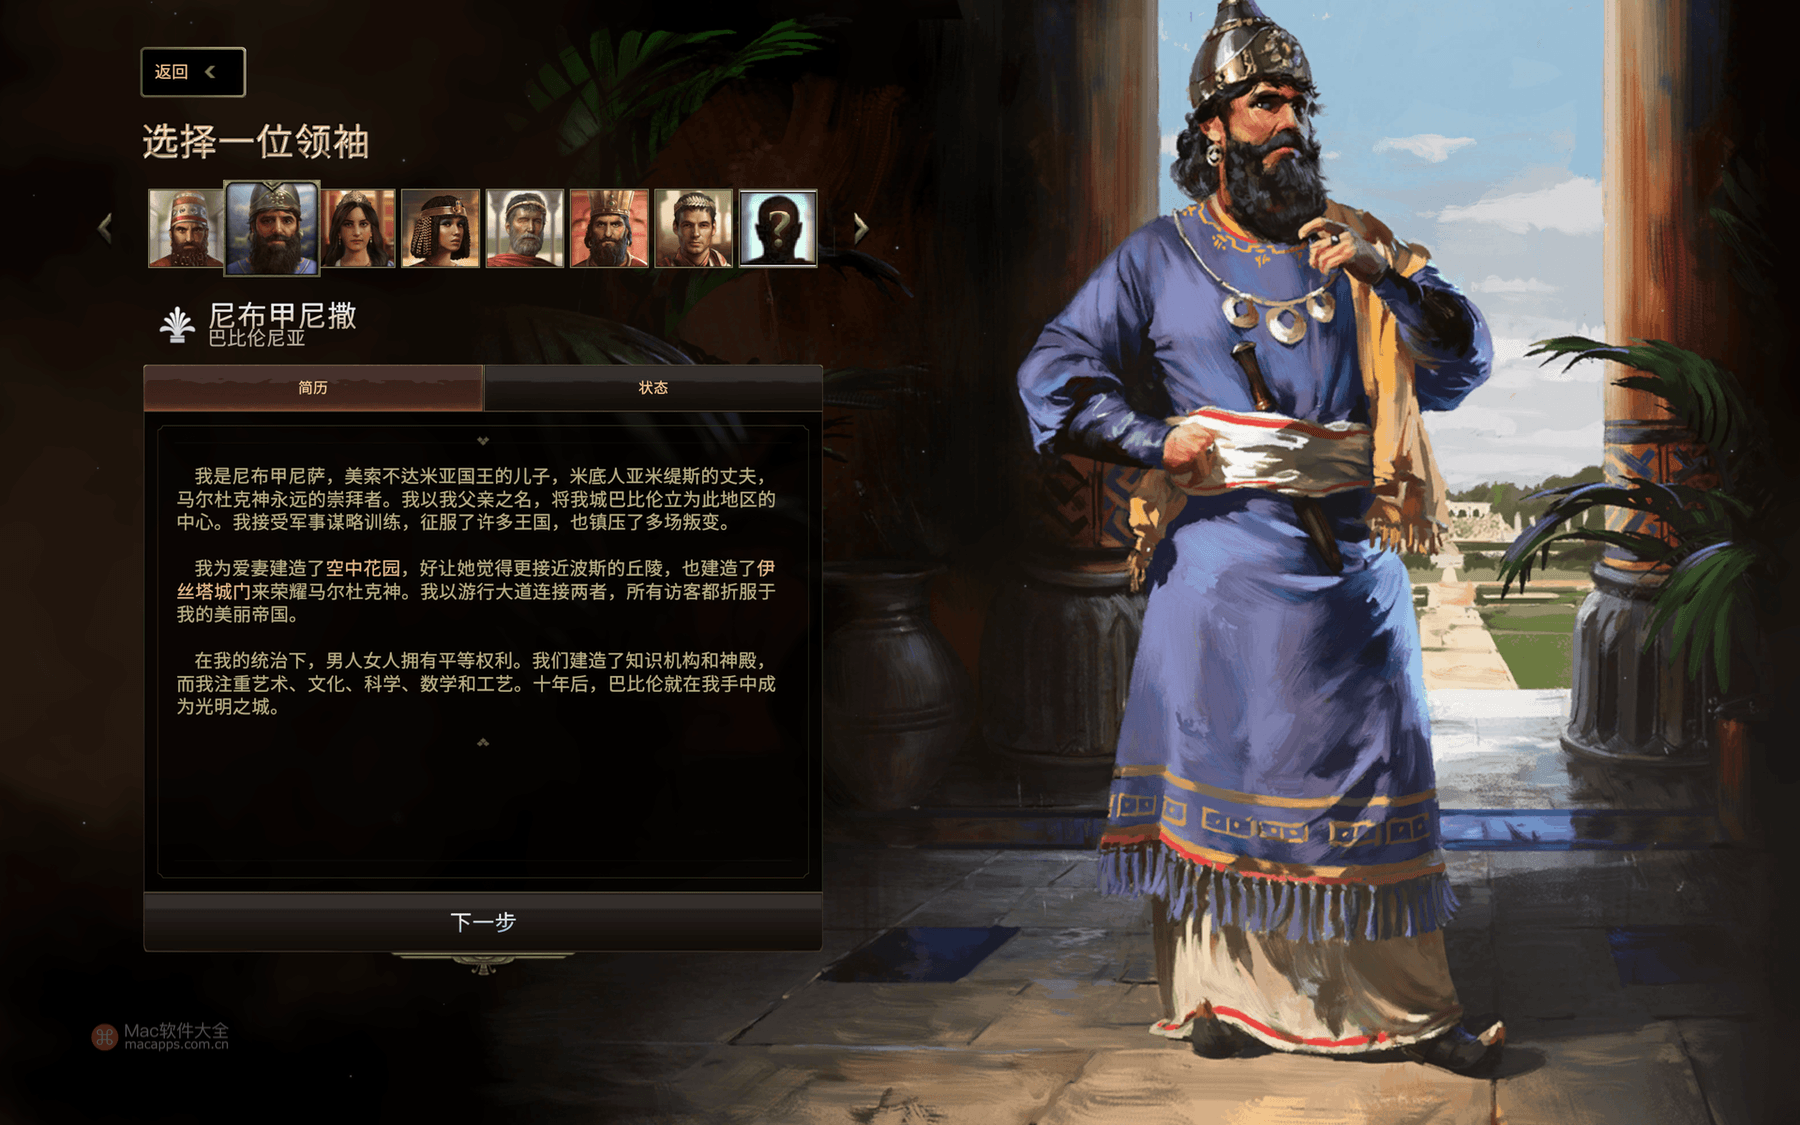 返回
选择一位领袖
尼布甲尼撒
巴比伦尼亚
简历
状态
我是尼布甲尼萨，美索不达米亚国王的儿子，米底人亚米缇斯的丈夫，
马尔杜克神永远的崇拜者。我以我父亲之名，将我城巴比伦立为此地区的
中心。我接受军事谋略训练，征服了许多王国，也镇压了多场叛变。
我为爱妻建造了空中花园，好让她觉得更接近波斯的丘陵，也建造了伊
丝塔城门来荣耀马尔杜克神。我以游行大道连接两者，所有访客都折服于
我的美丽帝国。
在我的统治下，男人女人拥有平等权利。我们建造了知识机构和神殿，
而我注重艺术、文化、科学、数学和工艺。十年后，巴比伦就在我手中成
为光明之城。
下一步
Mac软件大全
macapps.com.cn